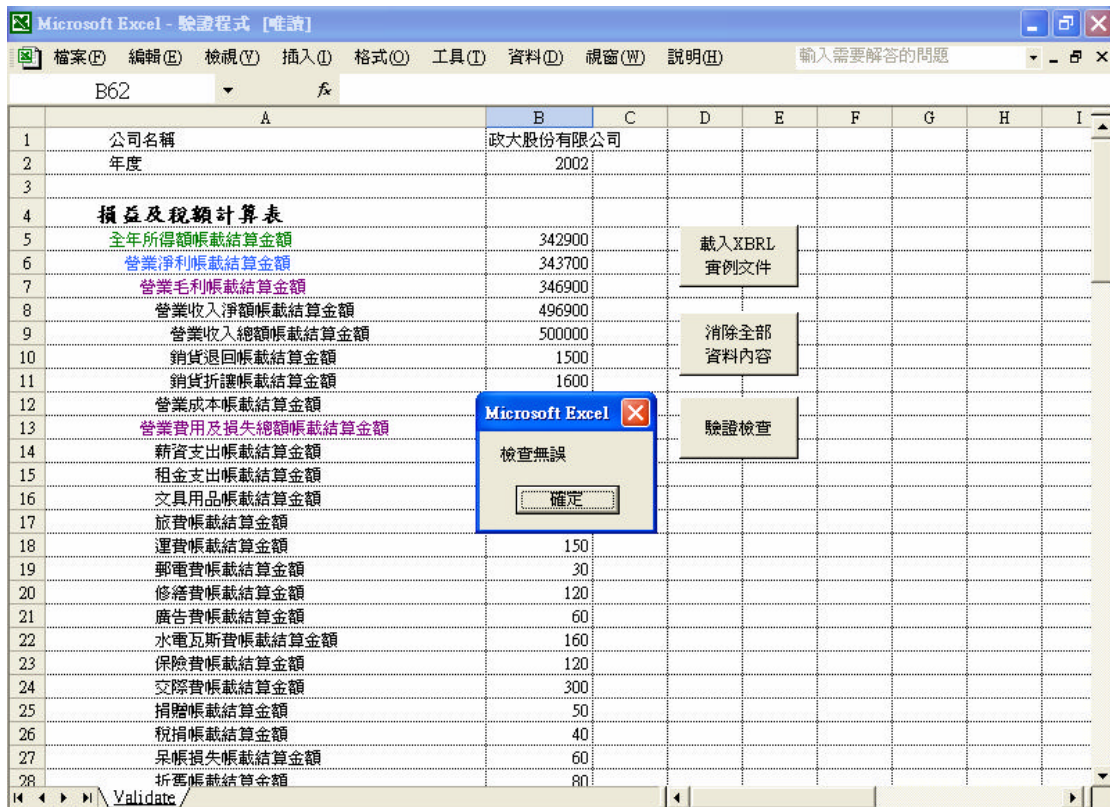 Microsoft Excel - 驗證程式 [唯讀]
檔案(F) 編輯(E) 檢視(V) 插入(I) 格式(O) 工具(T) 資料(D) 視窗(W) 說明(H) 輸入需要解答的問題
B62 fx
A B C D E F G H I
1 公司名稱 政大股份有限公司
2 年度 2002
3
4 損益及稅額計算表
5 全年所得額帳載結算金額 342900
6 營業淨利帳載結算金額 343700
7 營業毛利帳載結算金額 346900
8 營業收入淨額帳載結算金額 496900
9 營業收入總額帳載結算金額 500000
10 銷貨退回帳載結算金額 1500
11 銷貨折讓帳載結算金額 1600
12 營業成本帳載結算金額
13 營業費用及損失總額帳載結算金額
14 薪資支出帳載結算金額
15 租金支出帳載結算金額
16 文具用品帳載結算金額
17 旅費帳載結算金額
18 運費帳載結算金額 150
19 郵電費帳載結算金額 30
20 修繕費帳載結算金額 120
21 廣告費帳載結算金額 60
22 水電瓦斯費帳載結算金額 160
23 保險費帳載結算金額 120
24 交際費帳載結算金額 300
25 捐贈帳載結算金額 50
26 稅捐帳載結算金額 40
27 呆帳損失帳載結算金額 60
28 折舊帳載結算金額 80
載入XBRL
實例文件
消除全部
資料內容
驗證檢查
Microsoft Excel
檢查無誤
確定
Validate